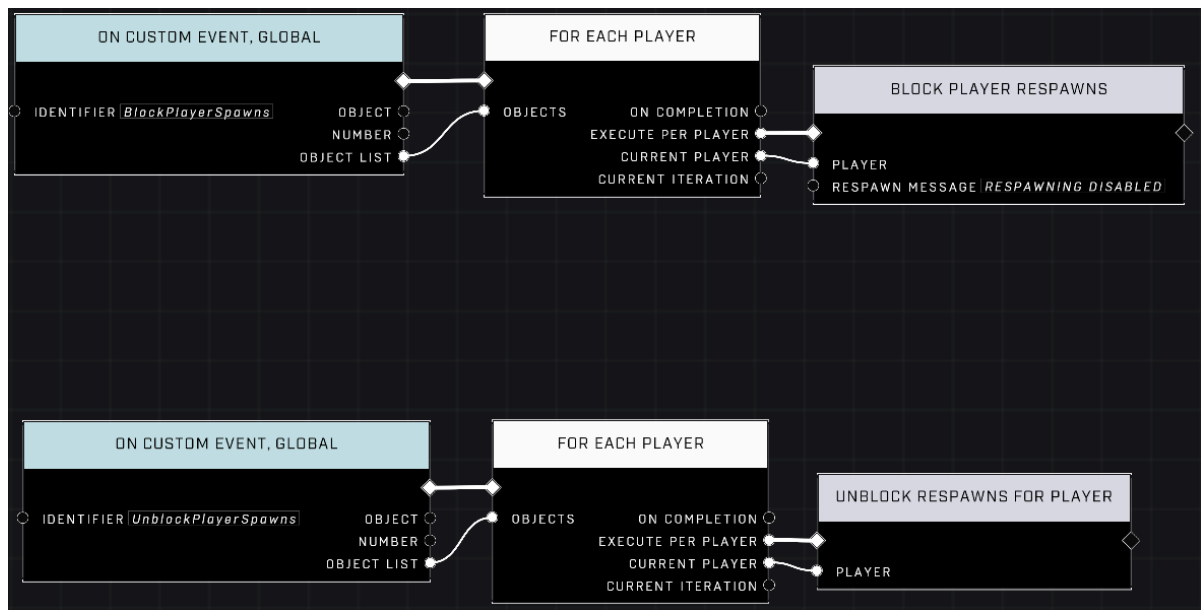 ON CUSTOM EVENT, GLOBAL
IDENTIFIER BlockPlayerSpawns
OBJECT
NUMBER
OBJECT LIST
FOR EACH PLAYER
OBJECTS
ON COMPLETION
EXECUTE PER PLAYER
CURRENT PLAYER
CURRENT ITERATION
BLOCK PLAYER RESPAWNS
PLAYER
RESPAWN MESSAGE RESPAWNING DISABLED
ON CUSTOM EVENT, GLOBAL
IDENTIFIER UnblockPlayerSpawns
OBJECT
NUMBER
OBJECT LIST
FOR EACH PLAYER
OBJECTS
ON COMPLETION
EXECUTE PER PLAYER
CURRENT PLAYER
CURRENT ITERATION
UNBLOCK RESPAWNS FOR PLAYER
PLAYER